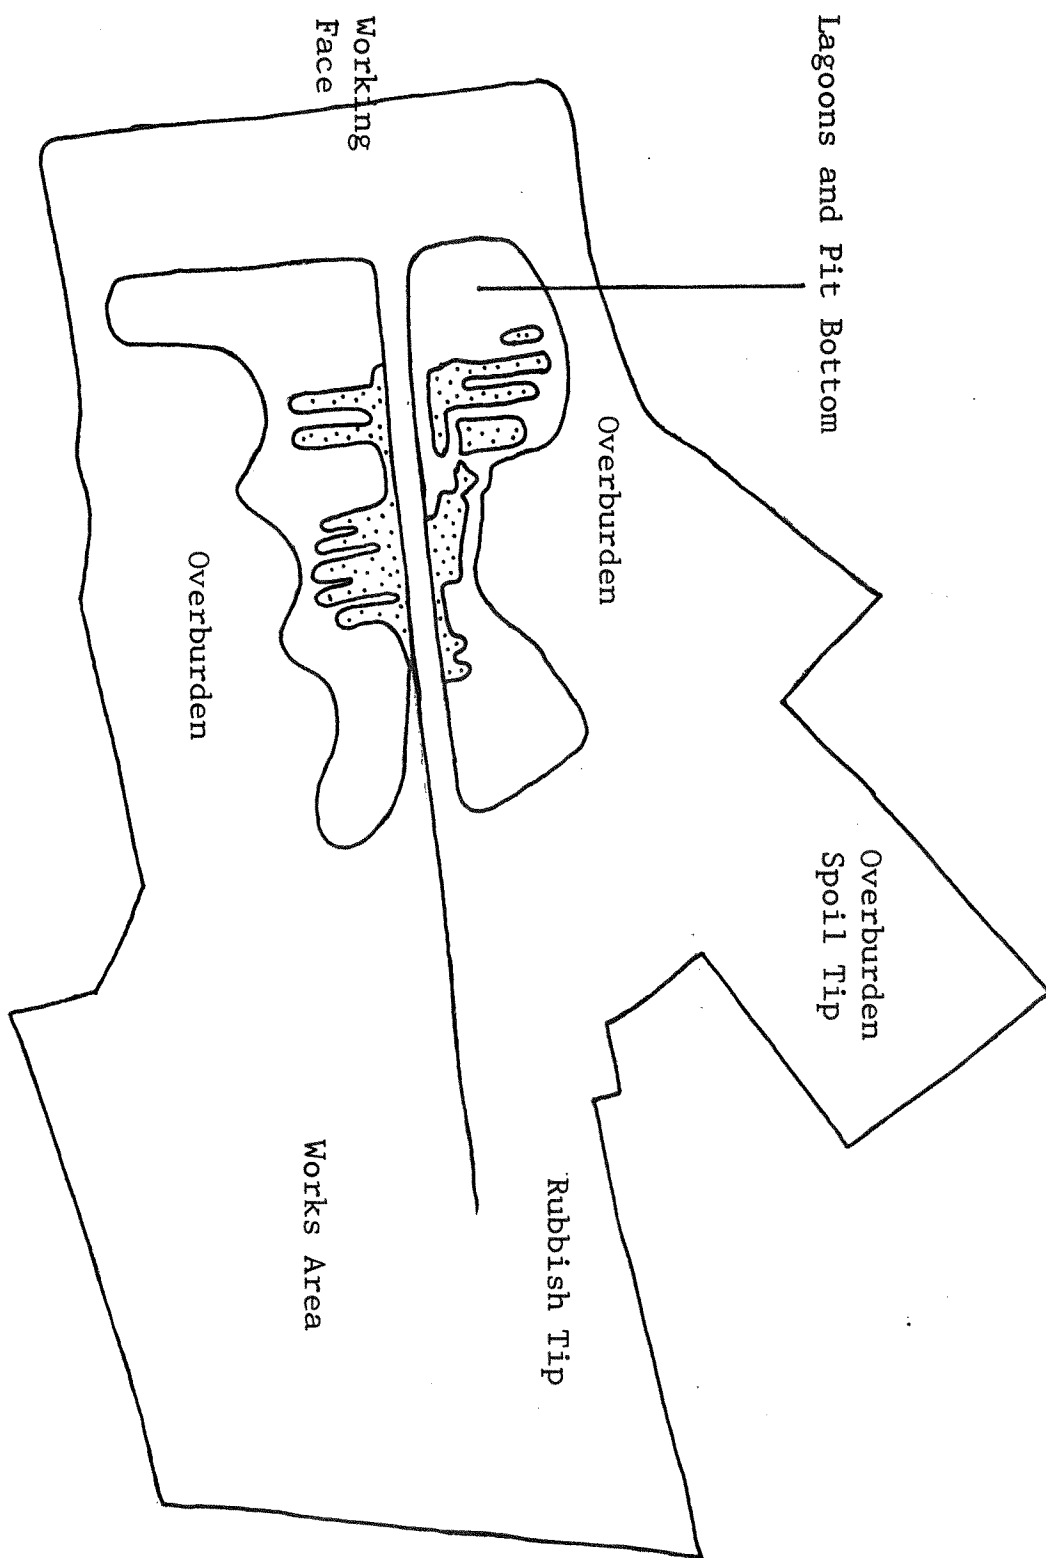 Lagoons and Pit Bottom
Overburden
Spoil Tip
Overburden
Rubbish Tip
Working
Face
Works Area
Overburden